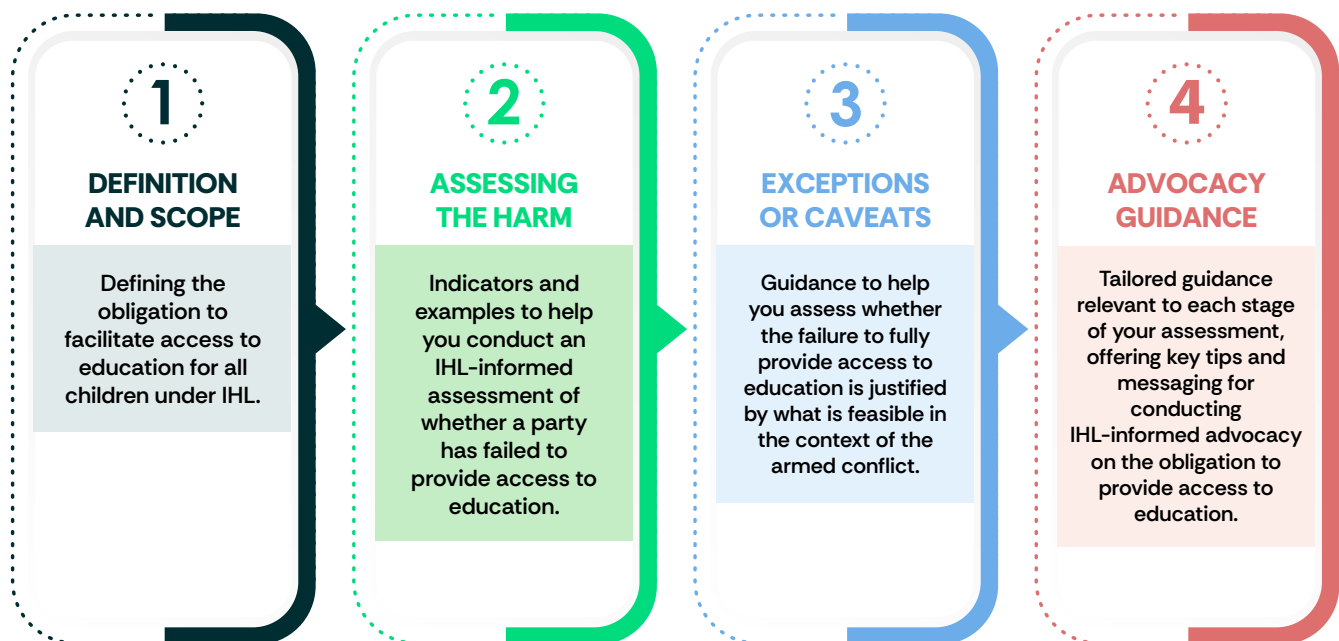 1
DEFINITION
AND SCOPE
Defining the
obligation to
facilitate access to
education for all
children under IHL.
2
ASSESSING
THE HARM
Indicators and
examples to help
you conduct an
IHL-informed
assessment of
whether a party
has failed to
provide access to
education.
3
EXCEPTIONS
OR CAVEATS
Guidance to help
you assess whether
the failure to fully
provide access to
education is justified
by what is feasible in
the context of the
armed conflict.
4
ADVOCACY
GUIDANCE
Tailored guidance
relevant to each stage
of your assessment,
offering key tips and
messaging for
conducting
IHL-informed advocacy
on the obligation to
provide access to
education.